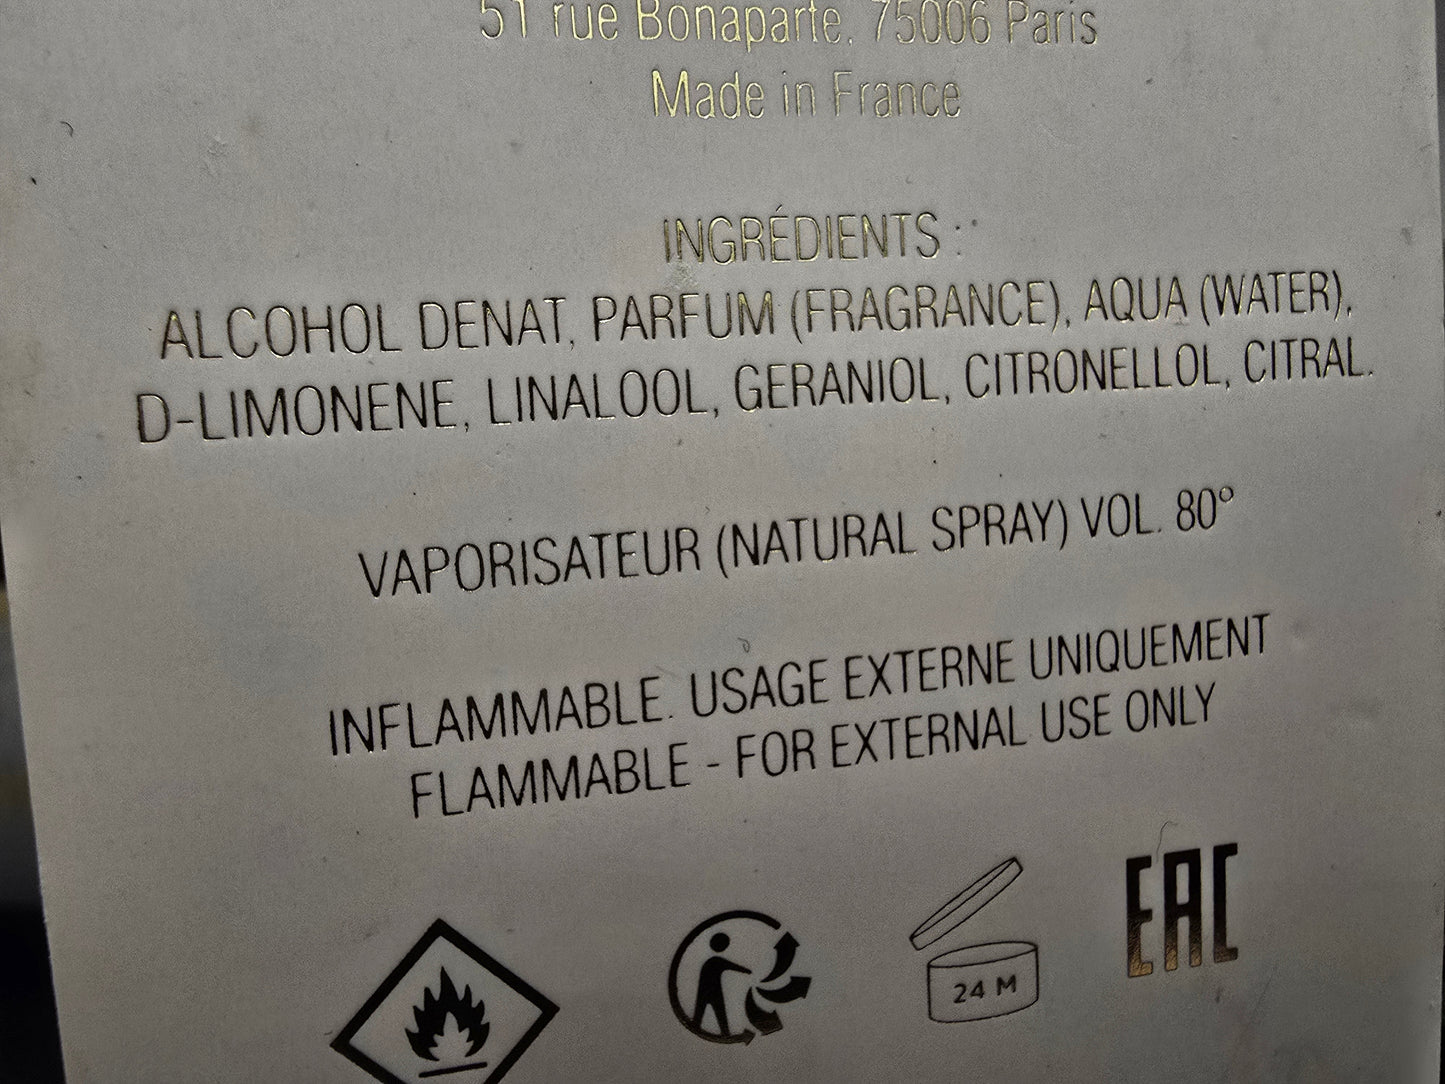 51 rue Bonaparte, 75006 Paris
Made in France
INGRÉDIENTS :
ALCOHOL DENAT, PARFUM (FRAGRANCE), AQUA (WATER),
D-LIMONENE, LINALOOL, GERANIOL, CITRONELLOL, CITRAL.
VAPORISATEUR (NATURAL SPRAY) VOL. 80°
INFLAMMABLE. USAGE EXTERNE UNIQUEMENT
FLAMMABLE - FOR EXTERNAL USE ONLY
24 M
EAC